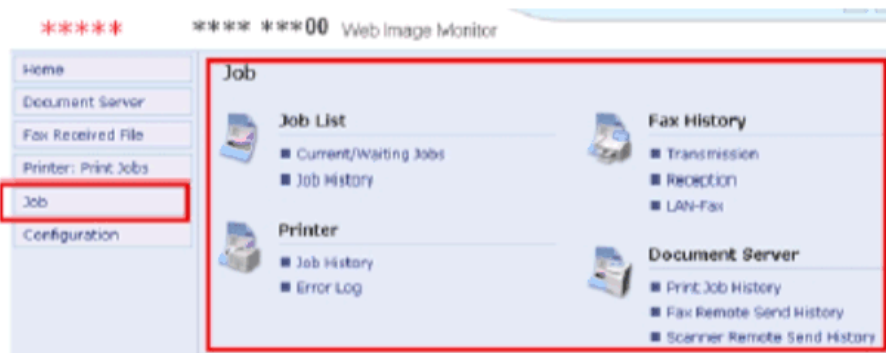 ***** **** ***00 Web Image Monitor
Home
Document Server
Fax Received File
Printer: Print Jobs
Job
Configuration
Job
Job List
Current/Waiting Jobs
Job History
Printer
Job History
Error Log
Fax History
Transmission
Reception
LAN-Fax
Document Server
Print Job History
Fax Remote Send History
Scanner Remote Send History